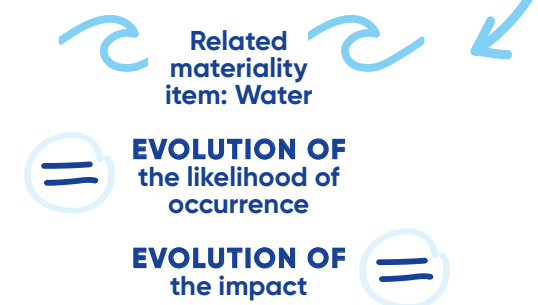 Related
materiality
item: Water
EVOLUTION OF
the likelihood of
occurrence
EVOLUTION OF
the impact